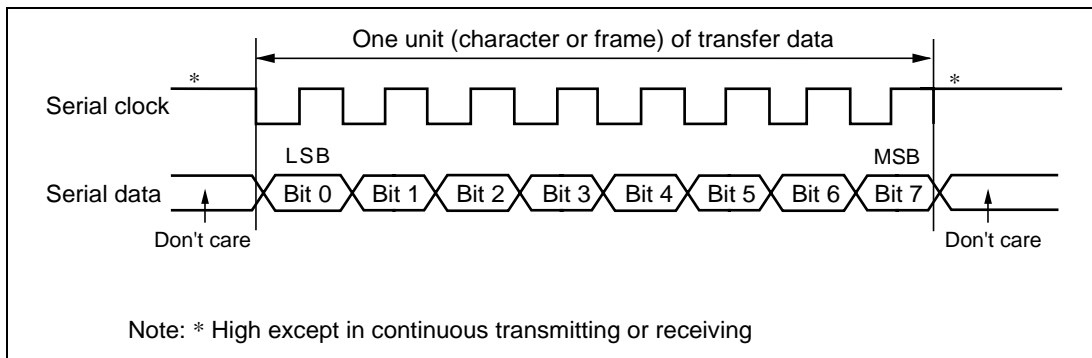 One unit (character or frame) of transfer data
* *
Serial clock
LSB MSB
Serial data Bit 0 Bit 1 Bit 2 Bit 3 Bit 4 Bit 5 Bit 6 Bit 7
Don't care Don't care
Note: * High except in continuous transmitting or receiving